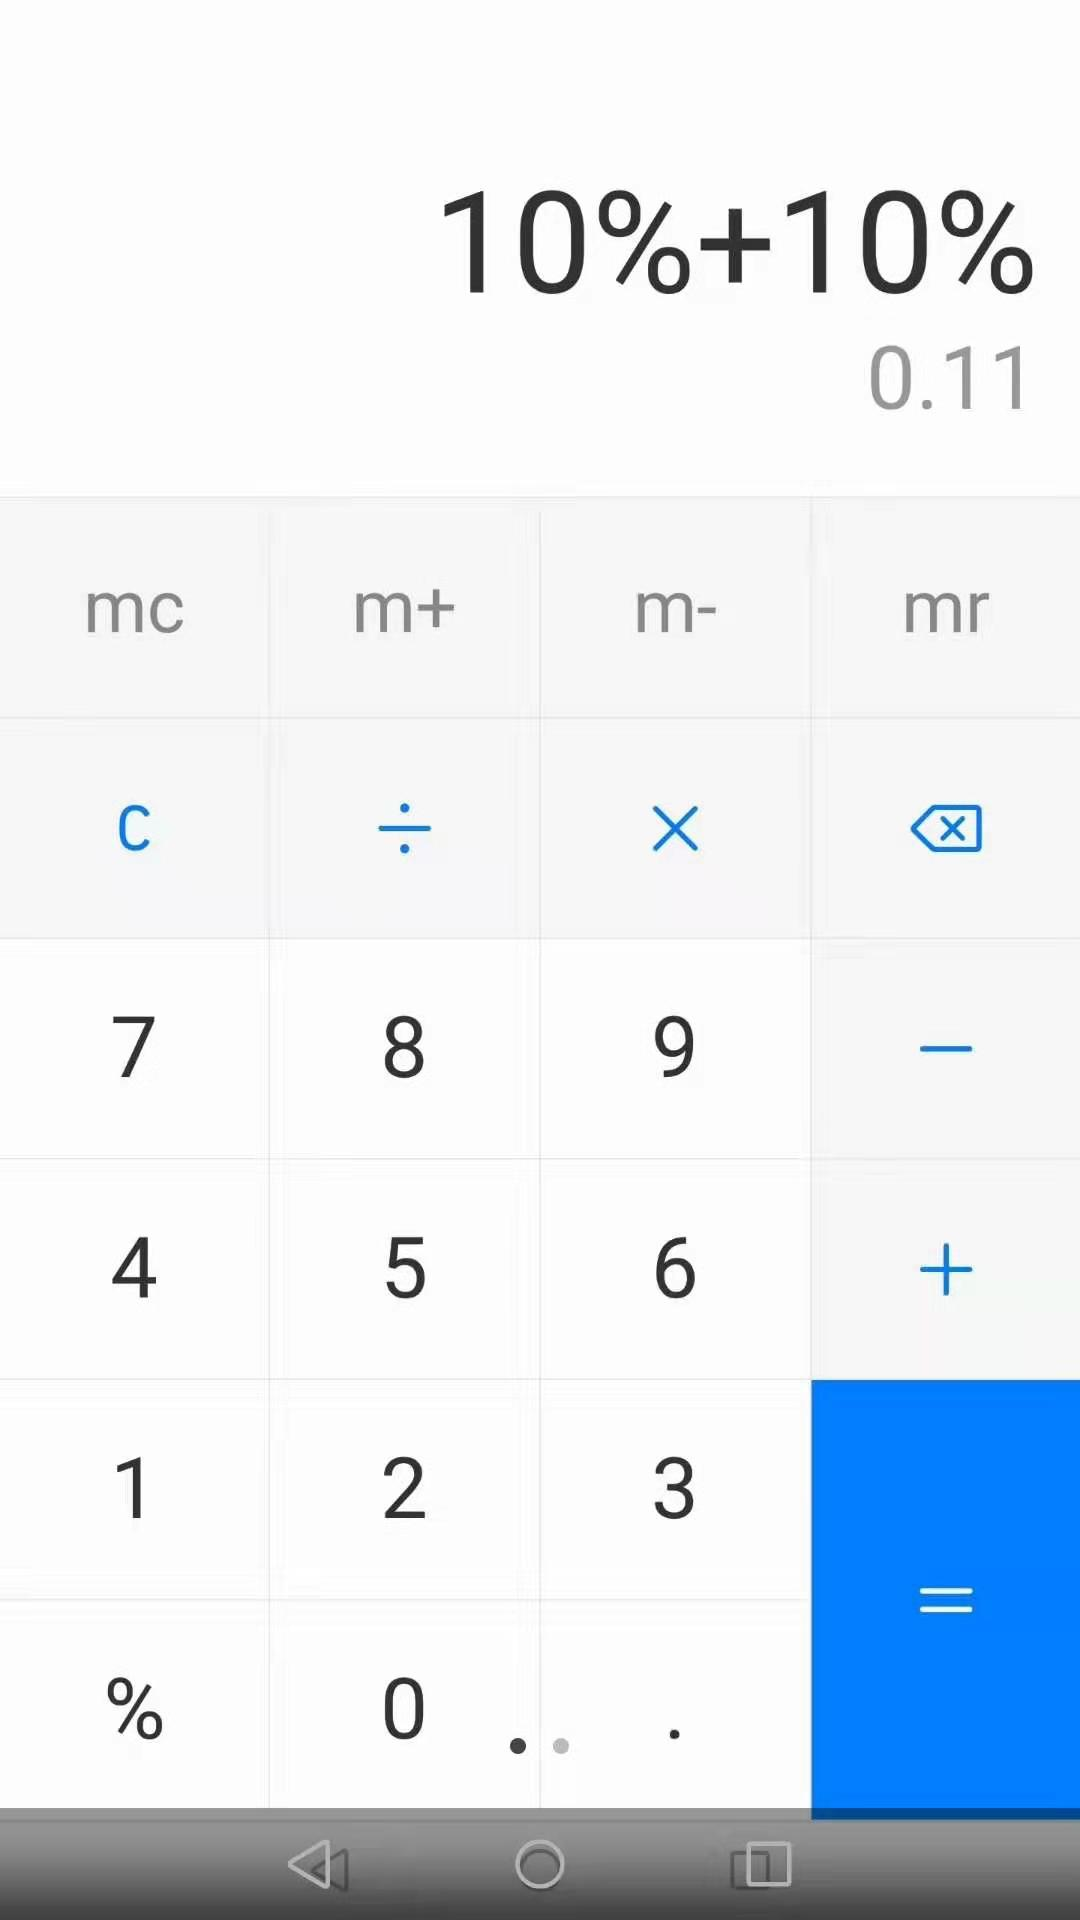 10%+10%
0.11
mc m+ m- mr
C ÷ ×
7 8 9 −
4 5 6 +
1 2 3
% 0 . =